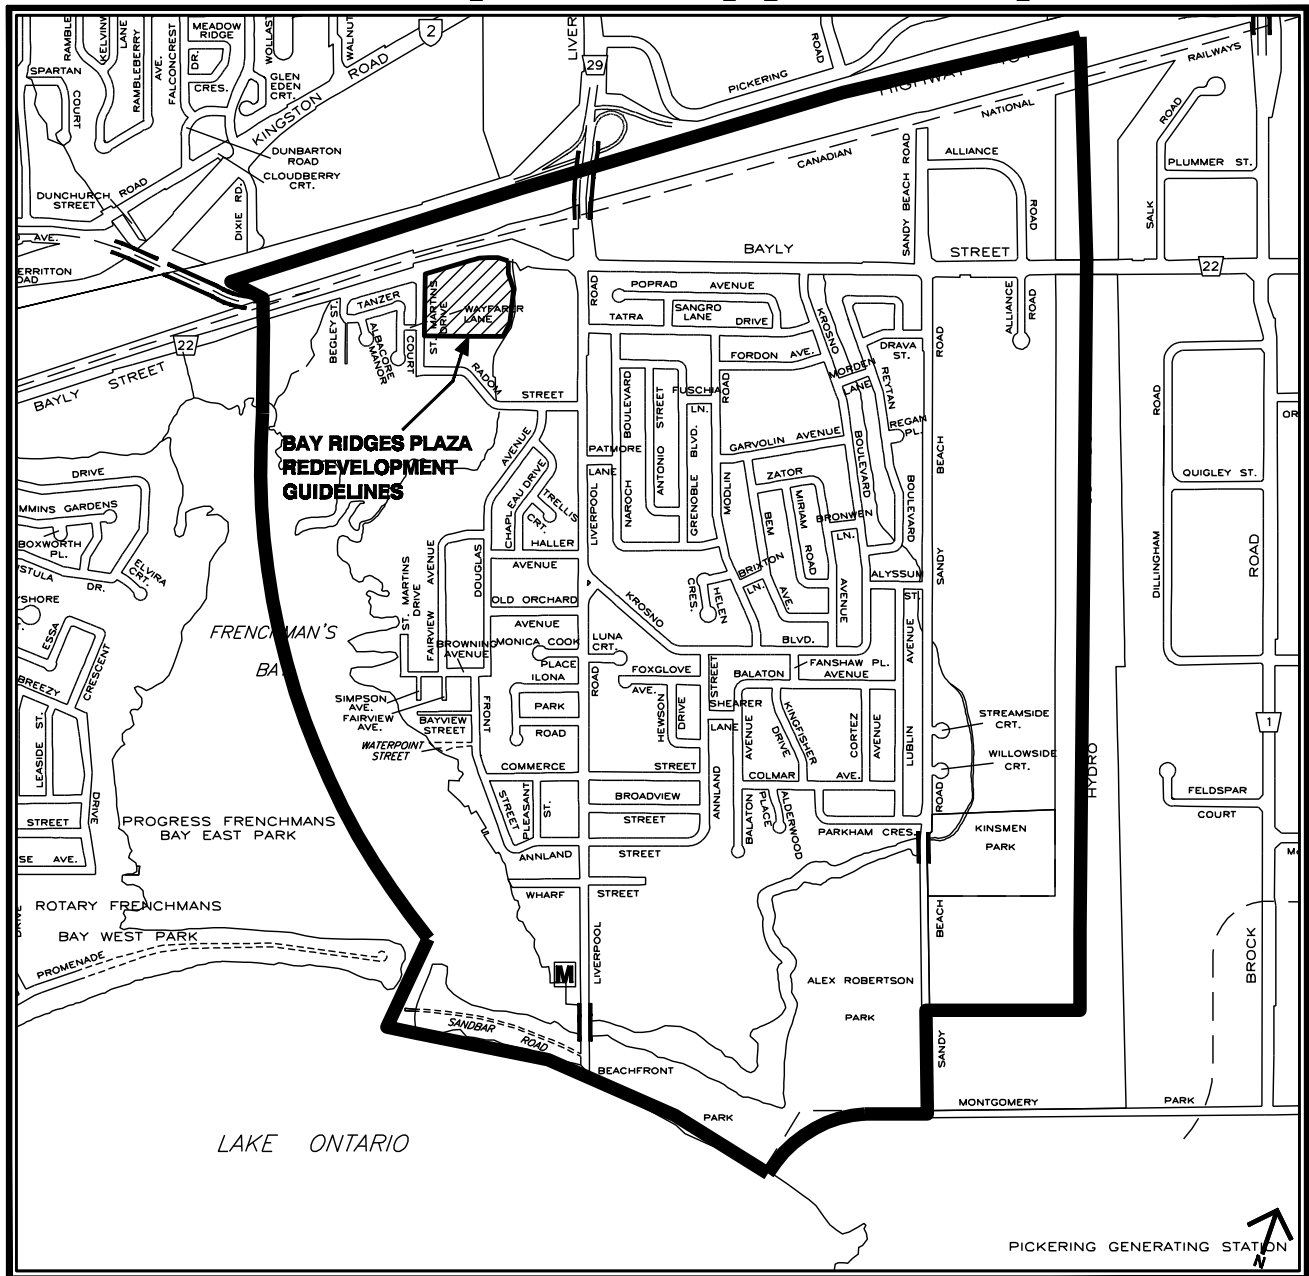 RAMBLEBERRY
LANE
AVE.
FALCONCREST
DR.
MEADOW
RIDGE
CRES.
SPARTAN
COURT
GLEN
EDEN
CRT.
KINGSTON
ROAD
2
29
PICKERING
ROAD
RAILWAYS
NATIONAL
CANADIAN
DUNBARTON
ROAD
CLOUDBERRY
CRT.
DUNCHURCH
STREET
ROAD
DIXIE RD.
AVE.
SANDY BEACH ROAD
ALLIANCE
ROAD
ROAD
PLUMMER ST.
SALK
BAYLY
STREET
22
ALLIANCE
ROAD
BEGLEY ST.
TANZER
ALBACORE
MANOR
COURT
ST. MARTINS
DRIVE
WAYFARER
LANE
RADOM
STREET
22
BAYLY STREET
ROAD
POPRAD AVENUE
TATRA
SANGRO
LANE
DRIVE
KROSNO
FORDON AVE.
DRAVA
ST.
MORDEN
LANE
REYTAN
REGAN
PL.
BOULEVARD
BAY RIDGES PLAZA
REDEVELOPMENT
GUIDELINES
NAROCH
BOULEVARD
ANTONIO
STREET
FUSCHIA
LN.
GRENOBLE BLVD.
ROAD
MODLIN
PATMORE
LANE
LIVERPOOL
GARVOLIN AVENUE
ZATOR
MIRIAM
ROAD
BEM
AVE.
BRONWEN
LN.
AVENUE
BOULEVARD
ALYSSUM
ST.
BRIXTON
LN.
HELEN
CRES.
KROSNO
BLVD.
ROAD
BEACH
SANDY
AVENUE
CHAPLEAU DRIVE
TRELLIS
CRT.
HALLER
AVENUE
DOUGLAS
AVENUE
OLD ORCHARD
AVENUE
ST. MARTINS
DRIVE
FAIRVIEW AVENUE
BROWNING
AVENUE
MONICA COOK
PLACE
LUNA
CRT.
ILONA
PARK
ROAD
ROAD
FOXGLOVE
AVE.
HEWSON
DRIVE
STREET
SHEARER
LANE
BALATON
AVENUE
FANSHAW PL.
AVENUE
KINGFISHER
DRIVE
CORTEZ
AVENUE
LUBLIN
SIMPSON
AVE.
FAIRVIEW
AVE.
BAYVIEW
STREET
WATERPOINT
STREET
FRONT
COMMERCE
STREET
COLMAR
AVE.
PLEASANT
STREET
ST.
BROADVIEW
STREET
ANNLAND
ANNLAND
STREET
BALATON
PLACE
ALDERWOOD
PARKHAM CRES.
ROAD
STREAMSIDE
CRT.
WILLOWSIDE
CRT.
KINSMEN
PARK
HYDRO
WHARF
STREET
LIVERPOOL
M
BEACH
ALEX ROBERTSON
PARK
SANDY
SANDBAR
ROAD
BEACHFRONT
PARK
MONTGOMERY
PARK
DRIVE
MMINS GARDENS
BOXWORTH
PL.
DR.
ELVIRA
CRT.
ESSA
CRESCENT
BREEZY
LEASIDE ST.
DRIVE
STREET
AVE.
FRENCHMAN'S
BAY
PROGRESS FRENCHMANS
BAY EAST PARK
ROTARY FRENCHMANS
BAY WEST PARK
PROMENADE
DRIVE
ROAD
DILLINGHAM
QUIGLEY ST.
ROAD
1
FELDSPAR
COURT
BROCK
LAKE ONTARIO
PICKERING GENERATING STATION
N